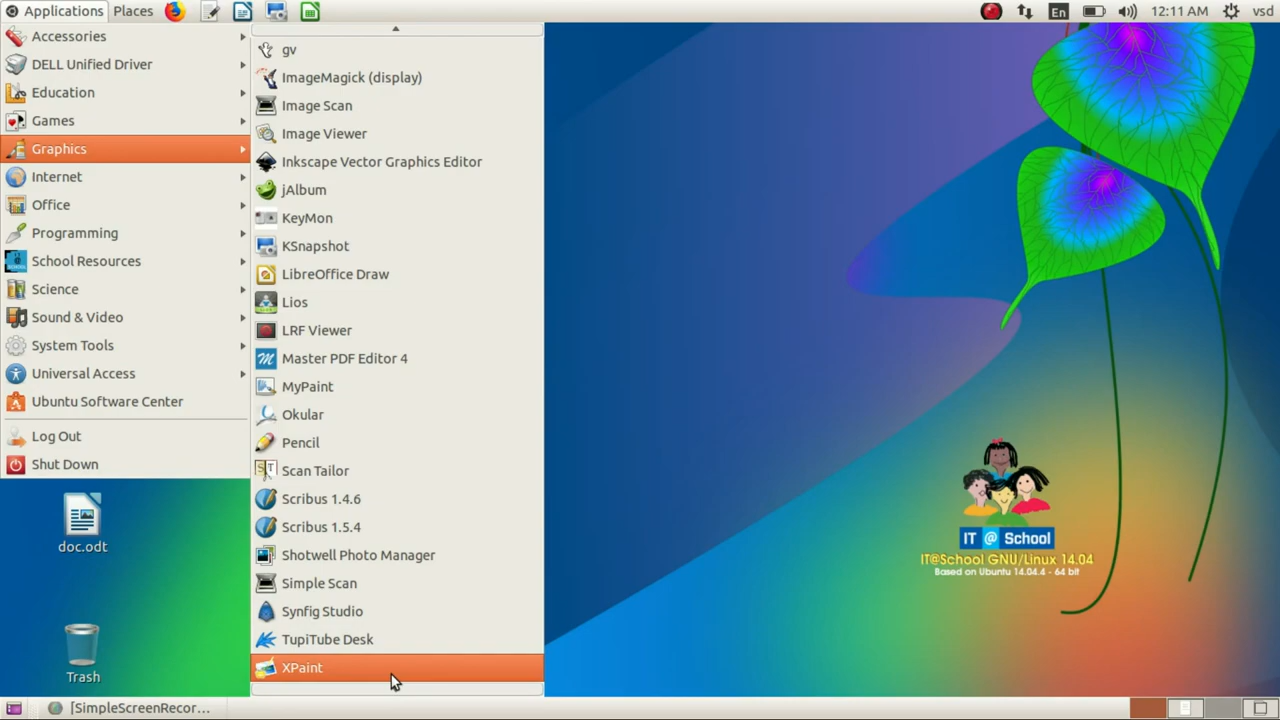 Applications Places
En 12:11 AM vsd
Accessories
DELL Unified Driver
Education
Games
Graphics
Internet
Office
Programming
School Resources
Science
Sound & Video
System Tools
Universal Access
Ubuntu Software Center
Log Out
Shut Down
gv
ImageMagick (display)
Image Scan
Image Viewer
Inkscape Vector Graphics Editor
jAlbum
KeyMon
KSnapshot
LibreOffice Draw
Lios
LRF Viewer
Master PDF Editor 4
MyPaint
Okular
Pencil
Scan Tailor
Scribus 1.4.6
Scribus 1.5.4
Shotwell Photo Manager
Simple Scan
Synfig Studio
TupiTube Desk
XPaint
doc.odt
Trash
IT @ School
IT@School GNU/Linux 14.04
Based on Ubuntu 14.04.4 - 64 bit
[SimpleScreenRecor...